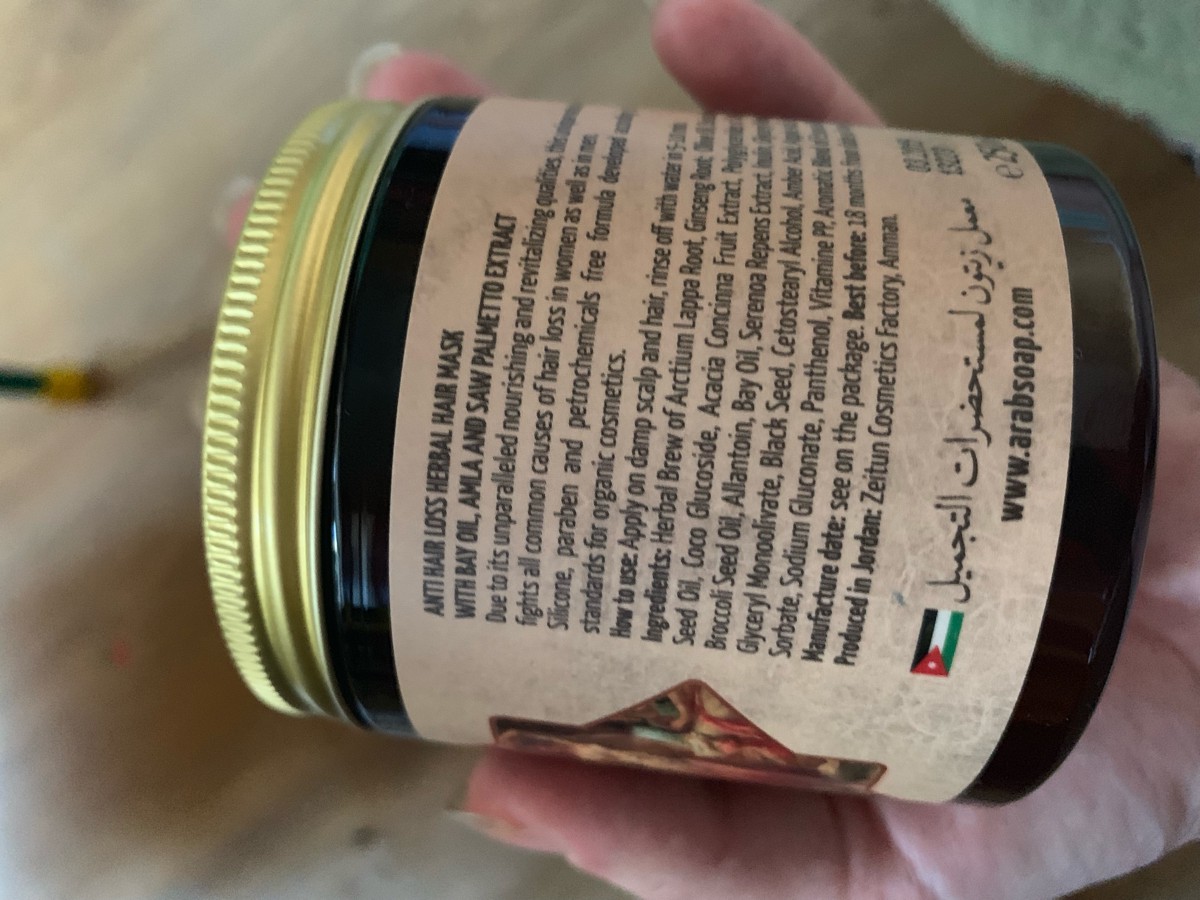 ANTI HAIR LOSS HERBAL HAIR MASK
WITH BAY OIL, AMLA AND SAW PALMETTO EXTRACT
Due to its unparalleled nourishing and revitalizing qualities, this
fights all common causes of hair loss in women as well as in men
Silicone, paraben and petrochemicals free formula developed
standards for organic cosmetics.
How to use: Apply on damp scalp and hair, rinse off with water in 5-10
Ingredients: Herbal Brew of Arctium Lappa Root, Ginseng Root, Olive
Seed Oil, Coco Glucoside, Acacia Concinna Fruit Extract,
Broccoli Seed Oil, Allantoin, Bay Oil, Serenoa Repens Extract,
Glyceryl Monoolivate, Black Seed, Cetostearyl Alcohol, Amber Acid,
Sorbate, Sodium Gluconate, Panthenol, Vitamine PP, Aromatic
Manufacture date: see on the package. Best before: 18 months from
Produced in Jordan: Zeitun Cosmetics Factory, Amman.
معمل زيتون لمستحضرات التجميل
www.arabsoap.com